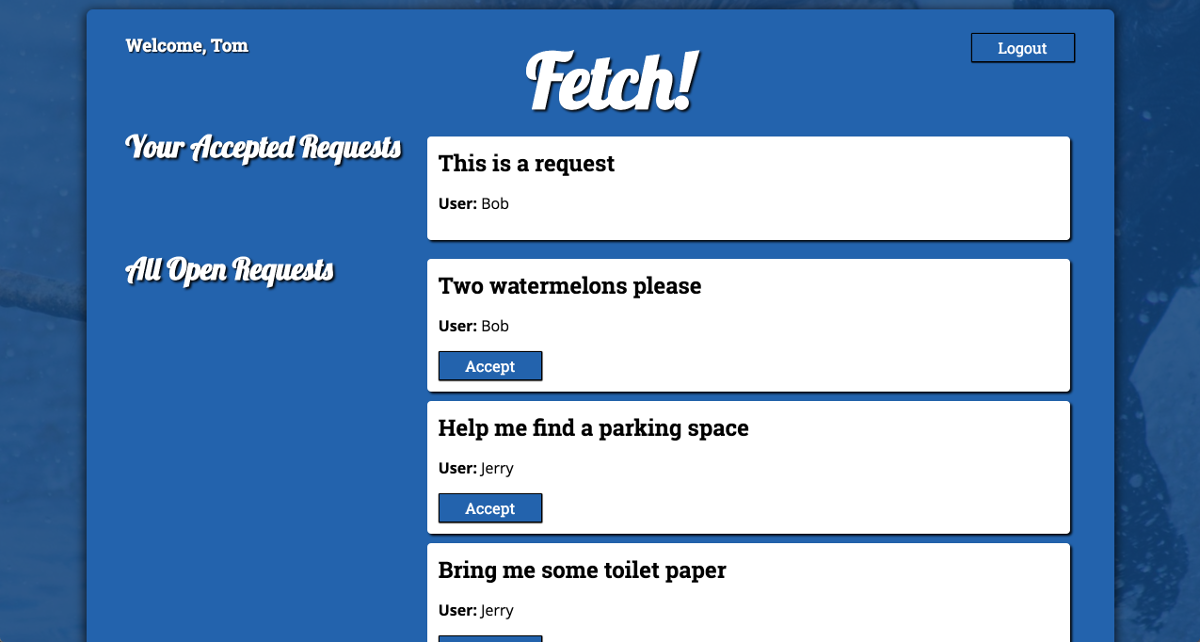 Welcome, Tom
Logout
Fetch!
Your Accepted Requests
This is a request
User: Bob
All Open Requests
Two watermelons please
User: Bob
Accept
Help me find a parking space
User: Jerry
Accept
Bring me some toilet paper
User: Jerry